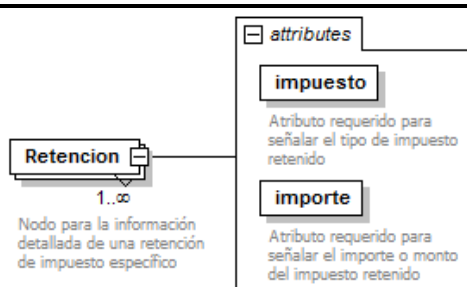 attributes
impuesto
Atributo requerido para
señalar el tipo de impuesto
retenido
Retencion
1..∞
Nodo para la información
detallada de una retención
de impuesto específico
importe
Atributo requerido para
señalar el importe o monto
del impuesto retenido